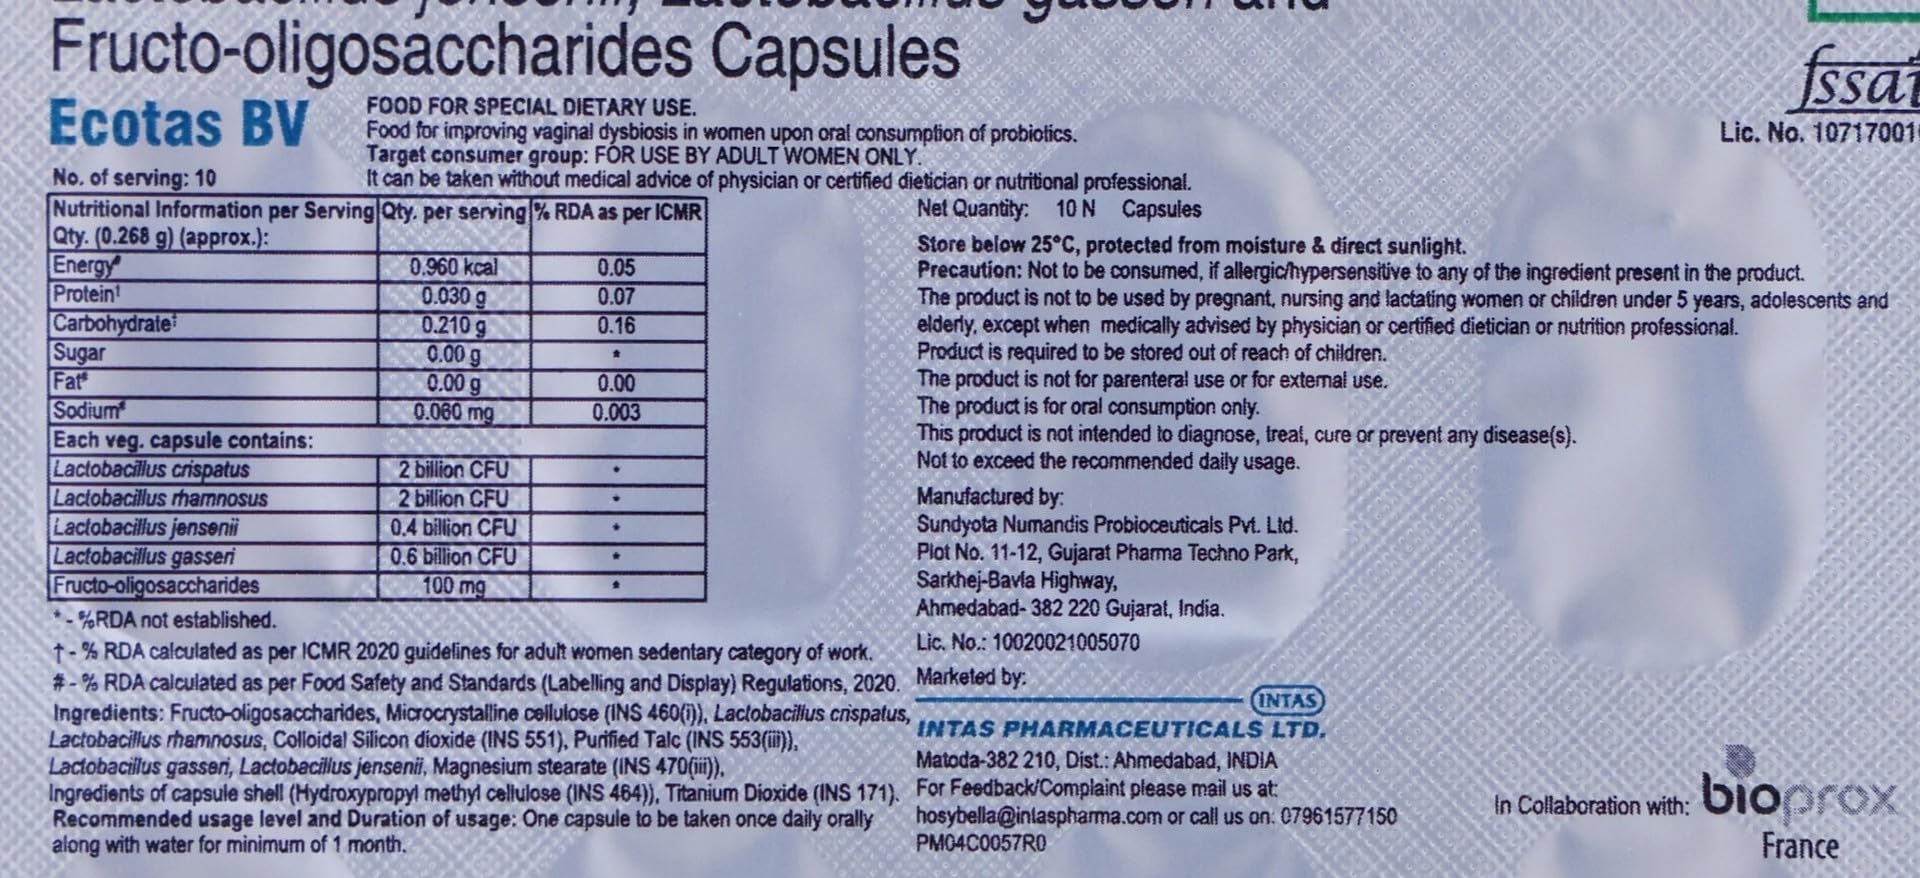 Fructo-oligosaccharides Capsules
Ecotas BV
FOOD FOR SPECIAL DIETARY USE.
Food for improving vaginal dysbiosis in women upon oral consumption of probiotics.
Target consumer group: FOR USE BY ADULT WOMEN ONLY.
It can be taken without medical advice of physician or certified dietician or nutritional professional.
No. of serving: 10
Nutritional Information per Serving Qty. (0.268 g) (approx.): Qty. per serving % RDA as per ICMR
Energy# 0.960 kcal 0.05
Protein† 0.030 g 0.07
Carbohydrate† 0.210 g 0.16
Sugar 0.00 g *
Fat# 0.00 g 0.00
Sodium# 0.060 mg 0.003
Each veg. capsule contains:
Lactobacillus crispatus 2 billion CFU *
Lactobacillus rhamnosus 2 billion CFU *
Lactobacillus jensenii 0.4 billion CFU *
Lactobacillus gasseri 0.6 billion CFU *
Fructo-oligosaccharides 100 mg *
* - %RDA not established.
† - % RDA calculated as per ICMR 2020 guidelines for adult women sedentary category of work.
# - % RDA calculated as per Food Safety and Standards (Labelling and Display) Regulations, 2020.
Ingredients: Fructo-oligosaccharides, Microcrystalline cellulose (INS 460(i)), Lactobacillus crispatus,
Lactobacillus rhamnosus, Colloidal Silicon dioxide (INS 551), Purified Talc (INS 553(iii)),
Lactobacillus gasseri, Lactobacillus jensenii, Magnesium stearate (INS 470(iii)),
Ingredients of capsule shell (Hydroxypropyl methyl cellulose (INS 464)), Titanium Dioxide (INS 171).
Recommended usage level and Duration of usage: One capsule to be taken once daily orally
along with water for minimum of 1 month.
fssai
Lic. No. 10717001
Net Quantity: 10 N Capsules
Store below 25°C, protected from moisture & direct sunlight.
Precaution: Not to be consumed, if allergic/hypersensitive to any of the ingredient present in the product.
The product is not to be used by pregnant, nursing and lactating women or children under 5 years, adolescents and
elderly, except when medically advised by physician or certified dietician or nutrition professional.
Product is required to be stored out of reach of children.
The product is not for parenteral use or for external use.
The product is for oral consumption only.
This product is not intended to diagnose, treat, cure or prevent any disease(s).
Not to exceed the recommended daily usage.
Manufactured by:
Sundyota Numandis Probioceuticals Pvt. Ltd.
Plot No. 11-12, Gujarat Pharma Techno Park,
Sarkhej-Bavla Highway,
Ahmedabad- 382 220 Gujarat, India.
Lic. No.: 10020021005070
Marketed by:
INTAS
INTAS PHARMACEUTICALS LTD.
Matoda-382 210, Dist.: Ahmedabad, INDIA
For Feedback/Complaint please mail us at:
hosybella@intaspharma.com or call us on: 07961577150
PM04C0057R0
In Collaboration with: bioprox
France